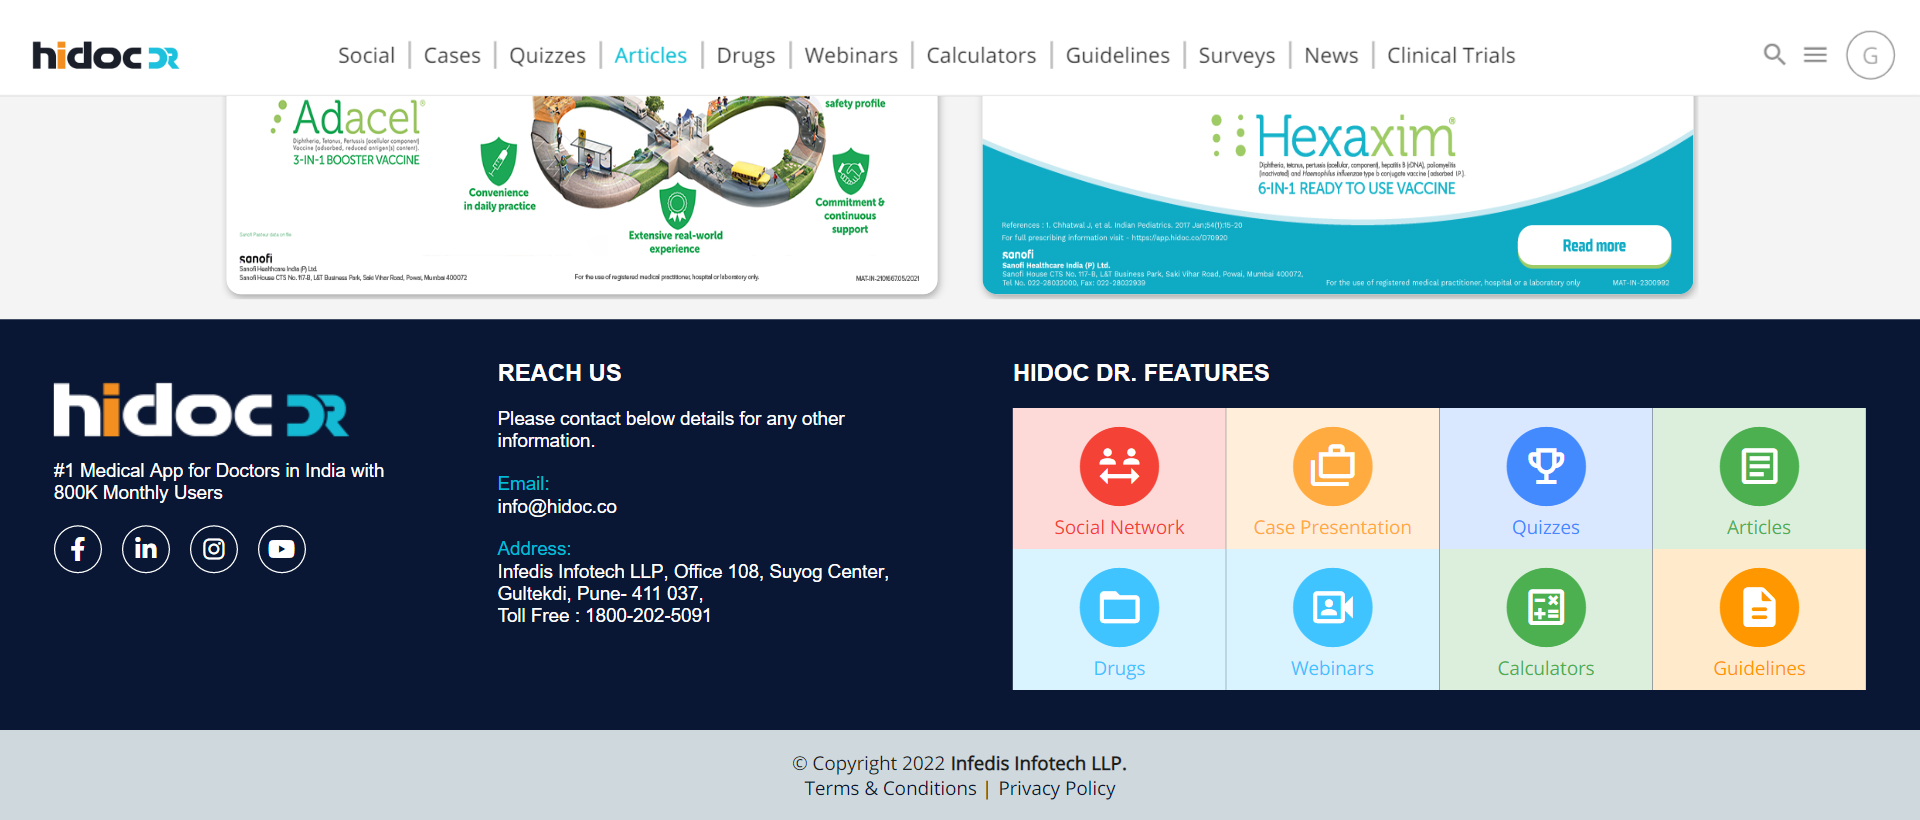 hidoc DR
Social
Cases
Quizzes
Articles
Drugs
Webinars
Calculators
Guidelines
Surveys
News
Clinical Trials
G
Adacel®
Diphtheria, Tetanus, Pertussis (acellular component)
Vaccine (adsorbed, reduced antigen(s) content).
3-IN-1 BOOSTER VACCINE
safety profile
Convenience
in daily practice
Commitment &
continuous
support
Extensive real-world
experience
Sanofi Pasteur data on file
sanofi
Sanofi Healthcare India (P) Ltd.
Sanofi House CTS No. 117-B, L&T Business Park, Saki Vihar Road, Powai, Mumbai 400072
For the use of registered medical practitioner, hospital or laboratory only.
MAT-IN-2101667.05/2021
Hexaxim®
Diphtheria, tetanus, pertussis (acellular, component), hepatitis B (rDNA), poliomyelitis
(inactivated) and Haemophilus influenzae type b conjugate vaccine (adsorbed I.P.).
6-IN-1 READY TO USE VACCINE
References : 1. Chhatwal J, et al. Indian Pediatrics. 2017 Jan;54(1):15-20
For full prescribing information visit - https://app.hidoc.co/D70920
Read more
sanofi
Sanofi Healthcare India (P) Ltd.
Sanofi House CTS No. 117-B, L&T Business Park, Saki Vihar Road, Powai, Mumbai 400072,
Tel No. 022-28032000, Fax: 022-28032939
For the use of registered medical practitioner, hospital or a laboratory only
MAT-IN-2300992
hidoc DR
#1 Medical App for Doctors in India with
800K Monthly Users
REACH US
Please contact below details for any other
information.
Email:
info@hidoc.co
Address:
Infedis Infotech LLP, Office 108, Suyog Center,
Gultekdi, Pune- 411 037,
Toll Free : 1800-202-5091
HIDOC DR. FEATURES
Social Network
Case Presentation
Quizzes
Articles
Drugs
Webinars
Calculators
Guidelines
© Copyright 2022 Infedis Infotech LLP.
Terms & Conditions | Privacy Policy